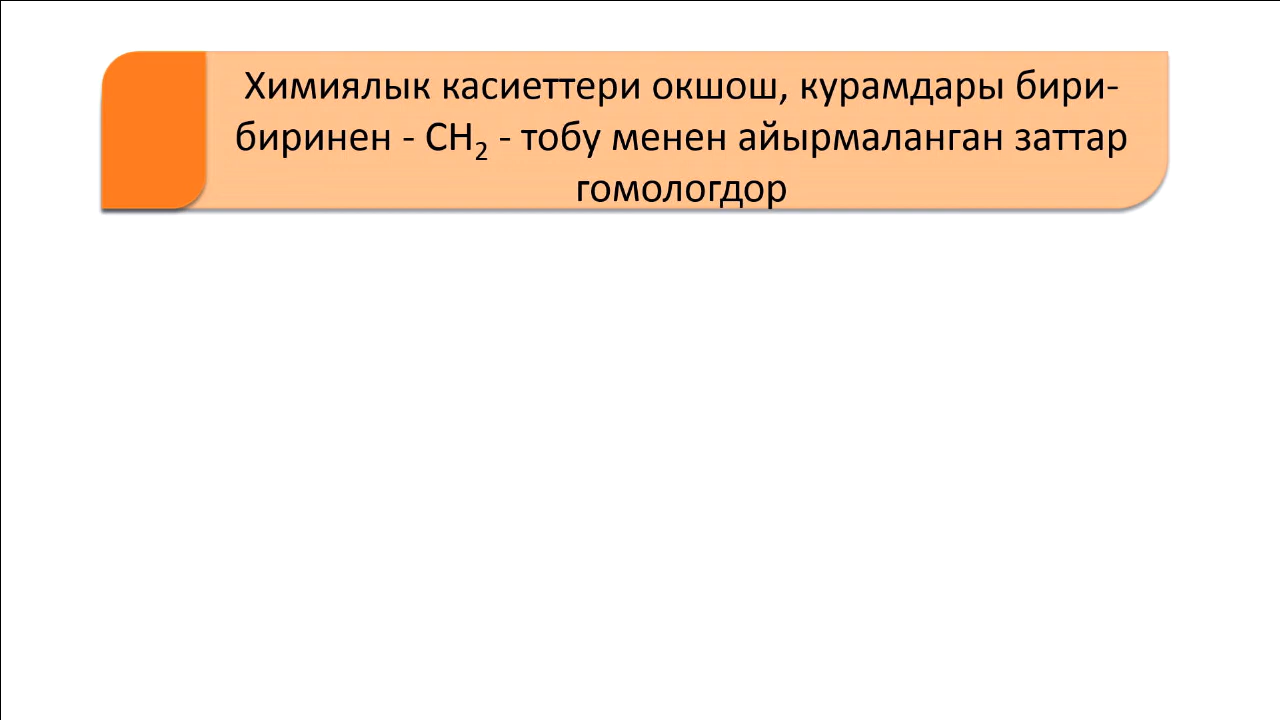 Химиялык касиеттери окшош, курамдары бири-
биринен - CH₂ - тобу менен айырмаланган заттар
гомологдор